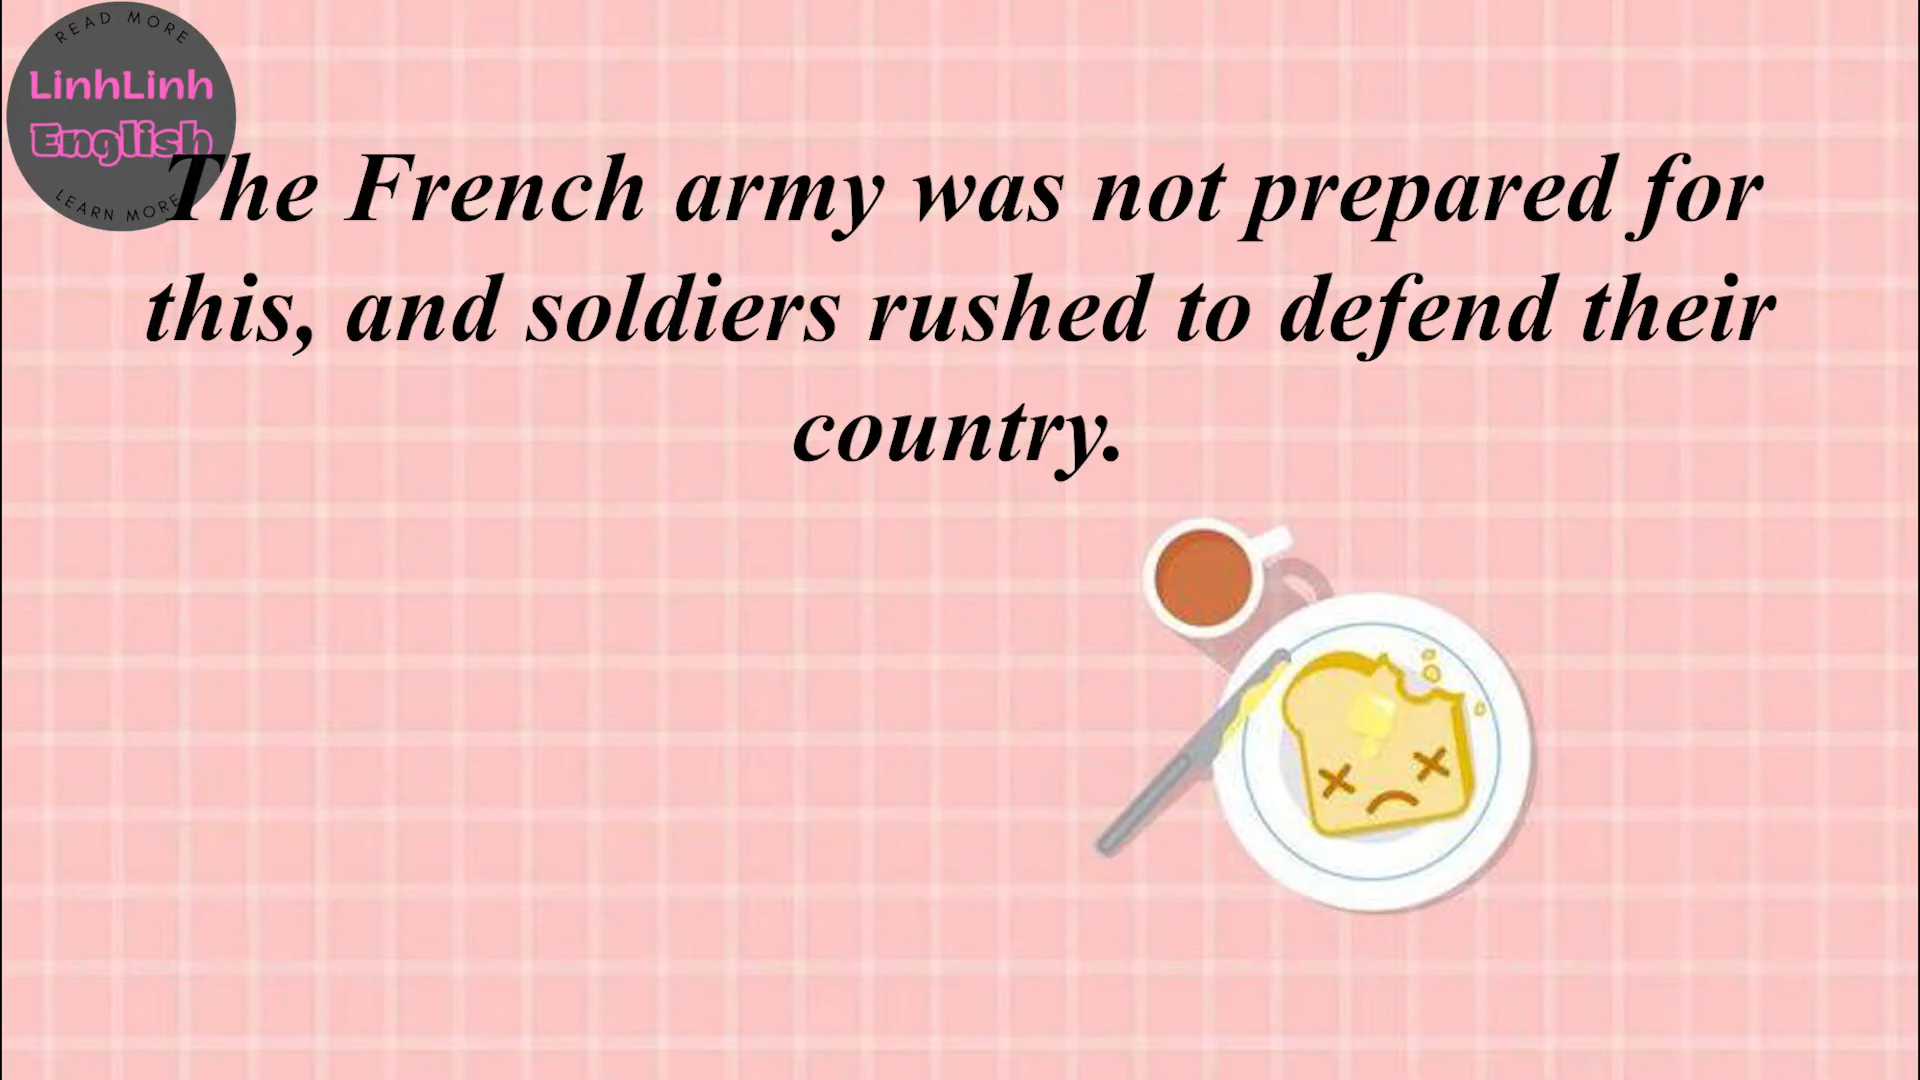 READ MORE
LinhLinh
English
LEARN MORE
The French army was not prepared for
this, and soldiers rushed to defend their
country.